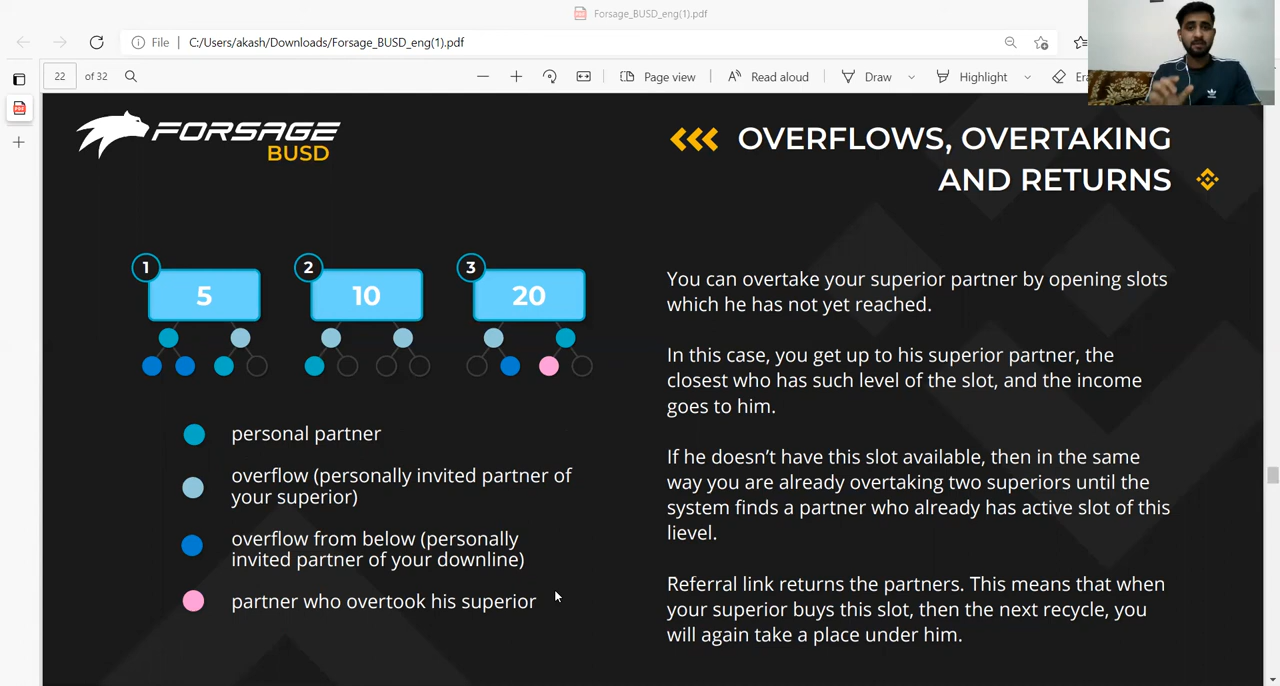 Forsage_BUSD_eng(1).pdf
File C:/Users/akash/Downloads/Forsage_BUSD_eng(1).pdf
22 of 32 Page view Read aloud Draw Highlight
FORSAGE
BUSD
OVERFLOWS, OVERTAKING
AND RETURNS
1 2 3
5 10 20
personal partner
overflow (personally invited partner of
your superior)
overflow from below (personally
invited partner of your downline)
partner who overtook his superior
You can overtake your superior partner by opening slots
which he has not yet reached.
In this case, you get up to his superior partner, the
closest who has such level of the slot, and the income
goes to him.
If he doesn’t have this slot available, then in the same
way you are already overtaking two superiors until the
system finds a partner who already has active slot of this
lievel.
Referral link returns the partners. This means that when
your superior buys this slot, then the next recycle, you
will again take a place under him.